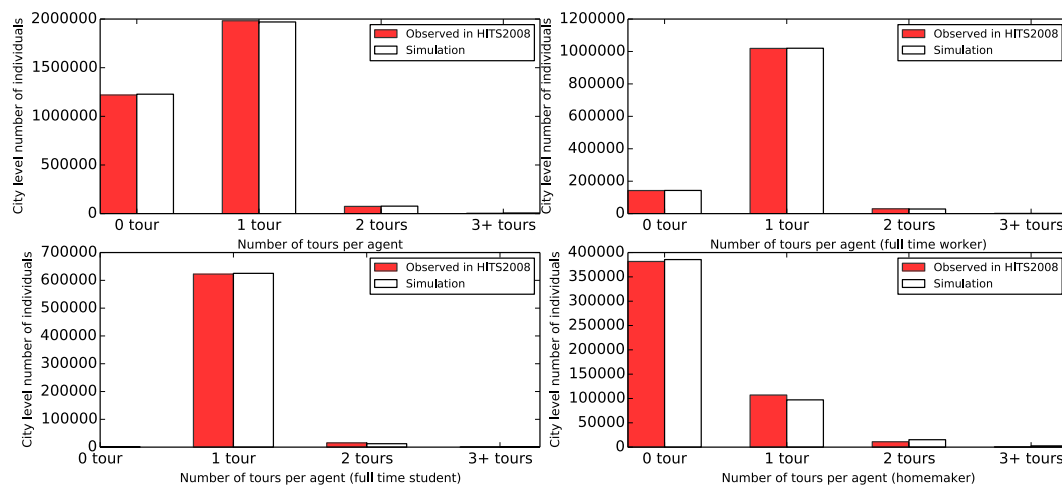 City level number of individuals
2000000
1500000
1000000
500000
0
Observed in HITS2008
Simulation
0 tour
1 tour
2 tours
3+ tours
Number of tours per agent
City level number of individuals
1200000
1000000
800000
600000
400000
200000
0
Observed in HITS2008
Simulation
0 tour
1 tour
2 tours
3+ tours
Number of tours per agent (full time worker)
City level number of individuals
700000
600000
500000
400000
300000
200000
100000
0
Observed in HITS2008
Simulation
0 tour
1 tour
2 tours
3+ tours
Number of tours per agent (full time student)
City level number of individuals
400000
350000
300000
250000
200000
150000
100000
50000
0
Observed in HITS2008
Simulation
0 tour
1 tour
2 tours
3+ tours
Number of tours per agent (homemaker)